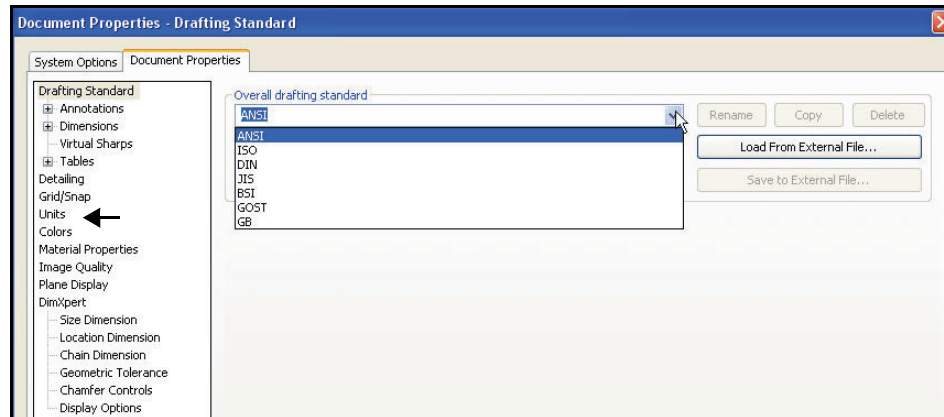 Document Properties - Drafting Standard
System Options
Document Properties
Drafting Standard
Annotations
Dimensions
Virtual Sharps
Tables
Detailing
Grid/Snap
Units
Colors
Material Properties
Image Quality
Plane Display
DimXpert
Size Dimension
Location Dimension
Chain Dimension
Geometric Tolerance
Chamfer Controls
Display Options
Overall drafting standard
ANSI
ANSI
ISO
DIN
JIS
BSI
GOST
GB
Rename
Copy
Delete
Load From External File...
Save to External File...